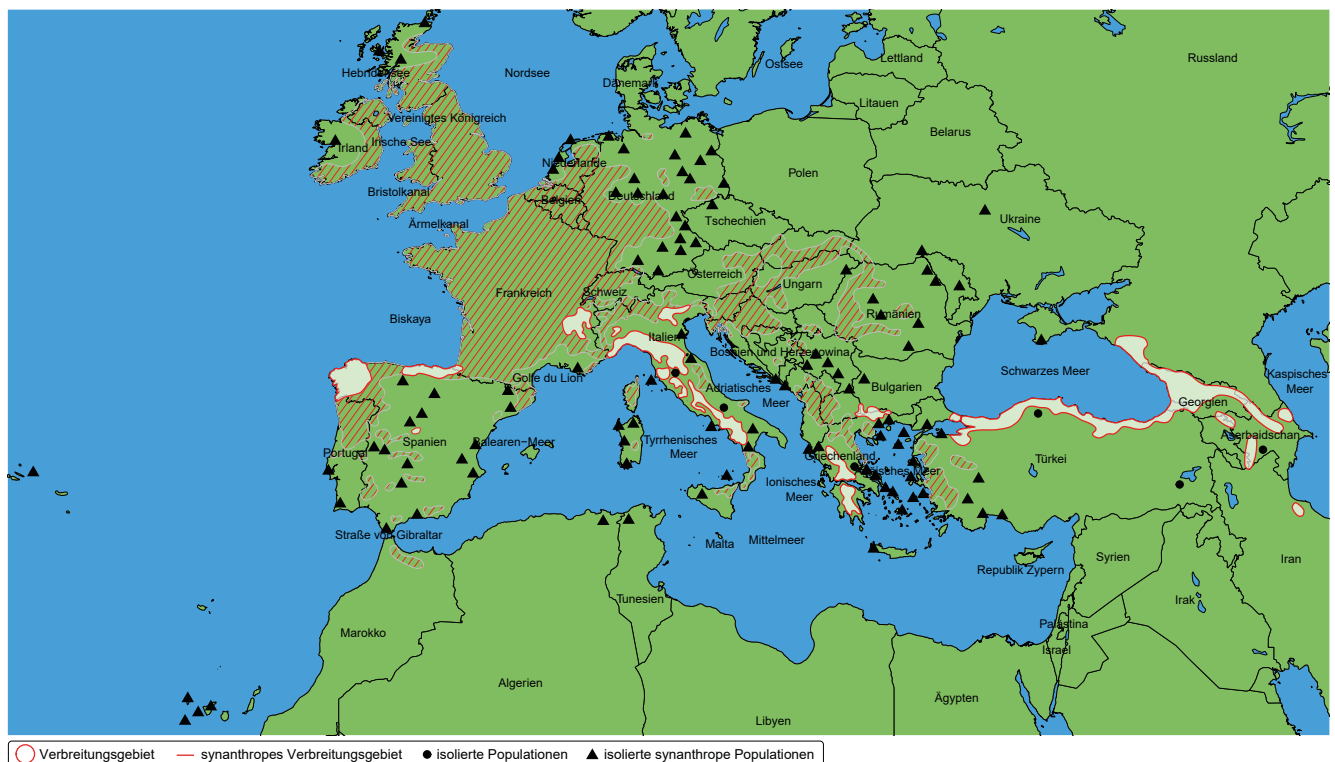 Nordsee
Ostsee
Lettland
Russland
Hebridensee
Dänemark
Litauen
Vereinigtes Königreich
Belarus
Irland
Irische See
Niederlande
Polen
Bristolkanal
Belgien
Deutschland
Ärmelkanal
Tschechien
Ukraine
Frankreich
Schweiz
Österreich
Ungarn
Biskaya
Rumänien
Italien
Bosnien und Herzegowina
Schwarzes Meer
Kaspisches
Meer
Golfe du Lion
Adriatisches
Meer
Bulgarien
Georgien
Spanien
Balearen−Meer
Tyrrhenisches
Meer
Aserbaidschan
Portugal
Griechenland
Ägäisches Meer
Türkei
Ionisches
Meer
Straße von Gibraltar
Malta
Mittelmeer
Syrien
Iran
Republik Zypern
Tunesien
Irak
Marokko
Palästina
Israel
Algerien
Ägypten
Libyen
Verbreitungsgebiet synanthropes Verbreitungsgebiet isolierte Populationen isolierte synanthrope Populationen